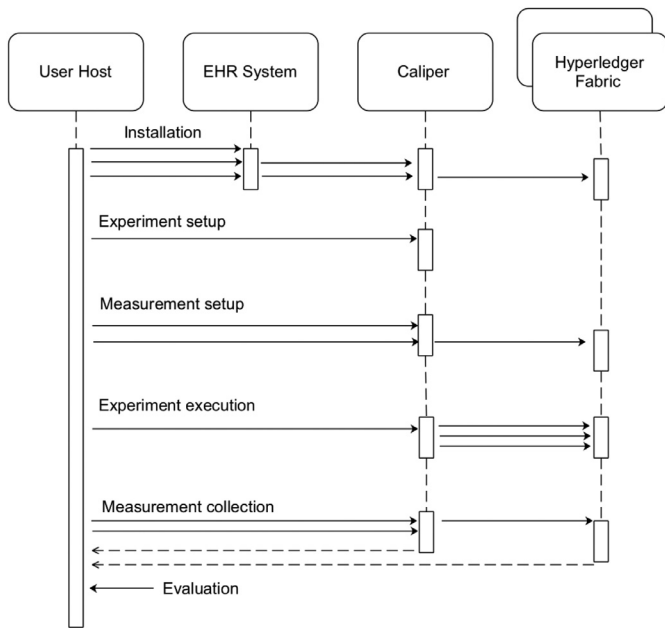 User Host
EHR System
Caliper
Hyperledger
Fabric
Installation
Experiment setup
Measurement setup
Experiment execution
Measurement collection
Evaluation